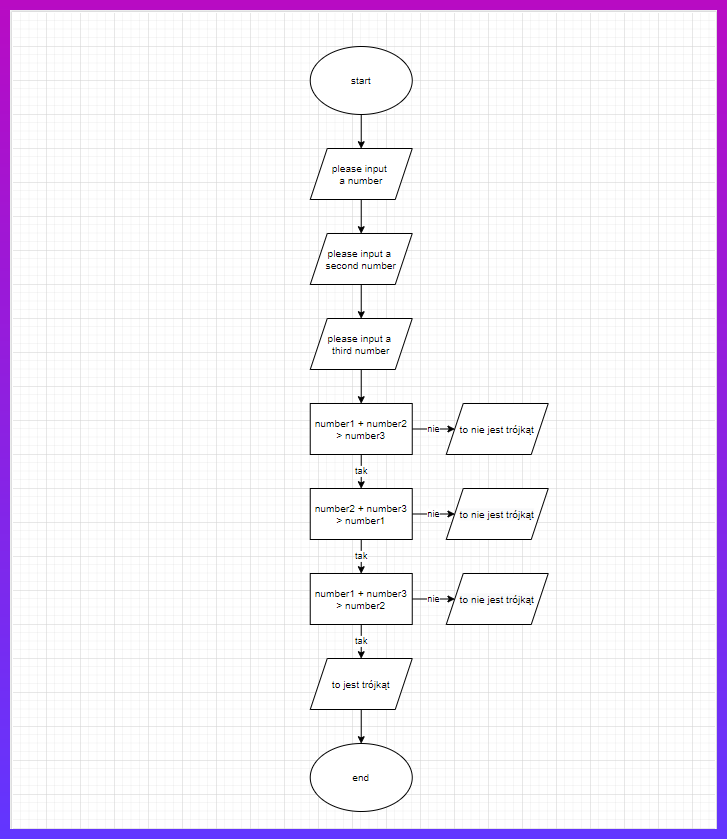 start
please input
a number
please input a
second number
please input a
third number
number1 + number2
> number3
nie
to nie jest trójkąt
tak
number2 + number3
> number1
nie
to nie jest trójkąt
tak
number1 + number3
> number2
nie
to nie jest trójkąt
tak
to jest trójkąt
end